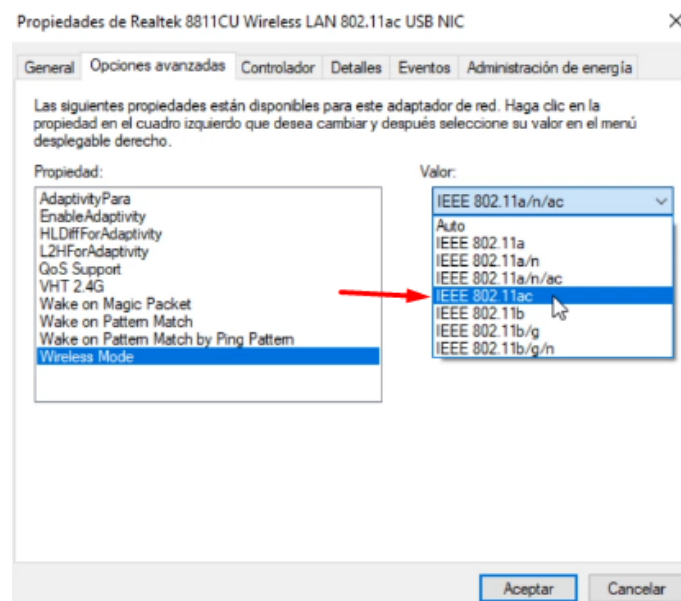 Propiedades de Realtek 8811CU Wireless LAN 802.11ac USB NIC
General Opciones avanzadas Controlador Detalles Eventos Administración de energía
Las siguientes propiedades están disponibles para este adaptador de red. Haga clic en la
propiedad en el cuadro izquierdo que desea cambiar y después seleccione su valor en el menú
desplegable derecho.
Propiedad:
AdaptivityPara
EnableAdaptivity
HLDiffForAdaptivity
L2HForAdaptivity
QoS Support
VHT 2.4G
Wake on Magic Packet
Wake on Pattern Match
Wake on Pattern Match by Ping Pattern
Wireless Mode
Valor:
IEEE 802.11a/n/ac
Auto
IEEE 802.11a
IEEE 802.11a/n
IEEE 802.11a/n/ac
IEEE 802.11ac
IEEE 802.11b
IEEE 802.11b/g
IEEE 802.11b/g/n
Aceptar Cancelar